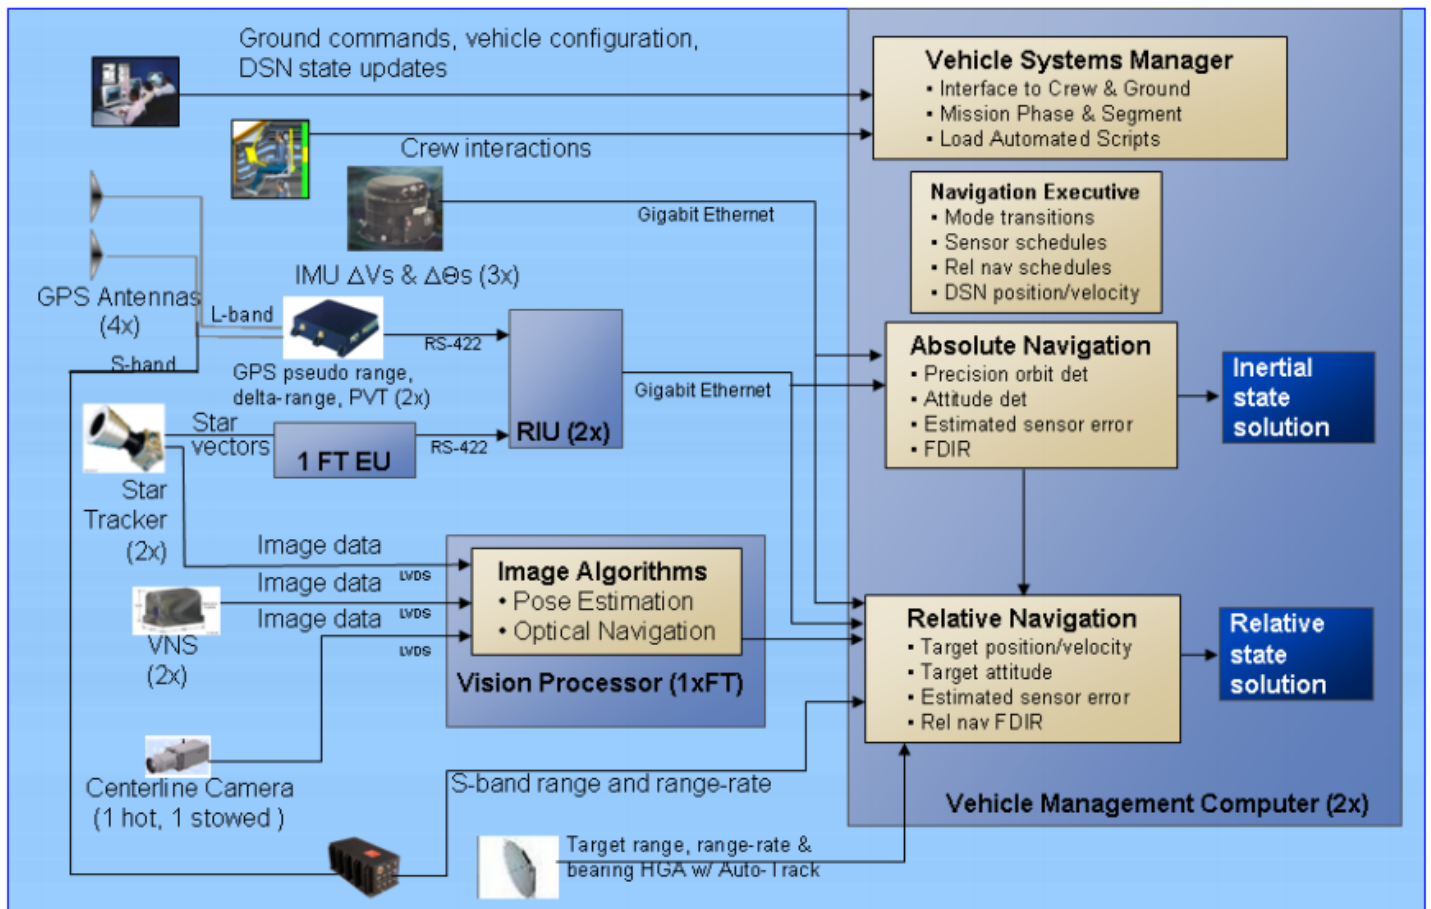 Ground commands, vehicle configuration,
DSN state updates
Crew interactions
Gigabit Ethernet
IMU ΔVs & ΔΘs (3x)
GPS Antennas
(4x)
L-band
S-band
RS-422
GPS pseudo range,
delta-range, PVT (2x)
Gigabit Ethernet
RIU (2x)
Star
vectors
1 FT EU
RS-422
Star
Tracker
(2x)
Image data
LVDS
Image data
LVDS
Image data
LVDS
VNS
(2x)
Image Algorithms
• Pose Estimation
• Optical Navigation
Vision Processor (1xFT)
Centerline Camera
(1 hot, 1 stowed )
S-band range and range-rate
Target range, range-rate &
bearing HGA w/ Auto-Track
Vehicle Systems Manager
▪ Interface to Crew & Ground
▪ Mission Phase & Segment
▪ Load Automated Scripts
Navigation Executive
▪ Mode transitions
▪ Sensor schedules
▪ Rel nav schedules
▪ DSN position/velocity
Absolute Navigation
▪ Precision orbit det
▪ Attitude det
▪ Estimated sensor error
▪ FDIR
Inertial
state
solution
Relative Navigation
▪ Target position/velocity
▪ Target attitude
▪ Estimated sensor error
▪ Rel nav FDIR
Relative
state
solution
Vehicle Management Computer (2x)